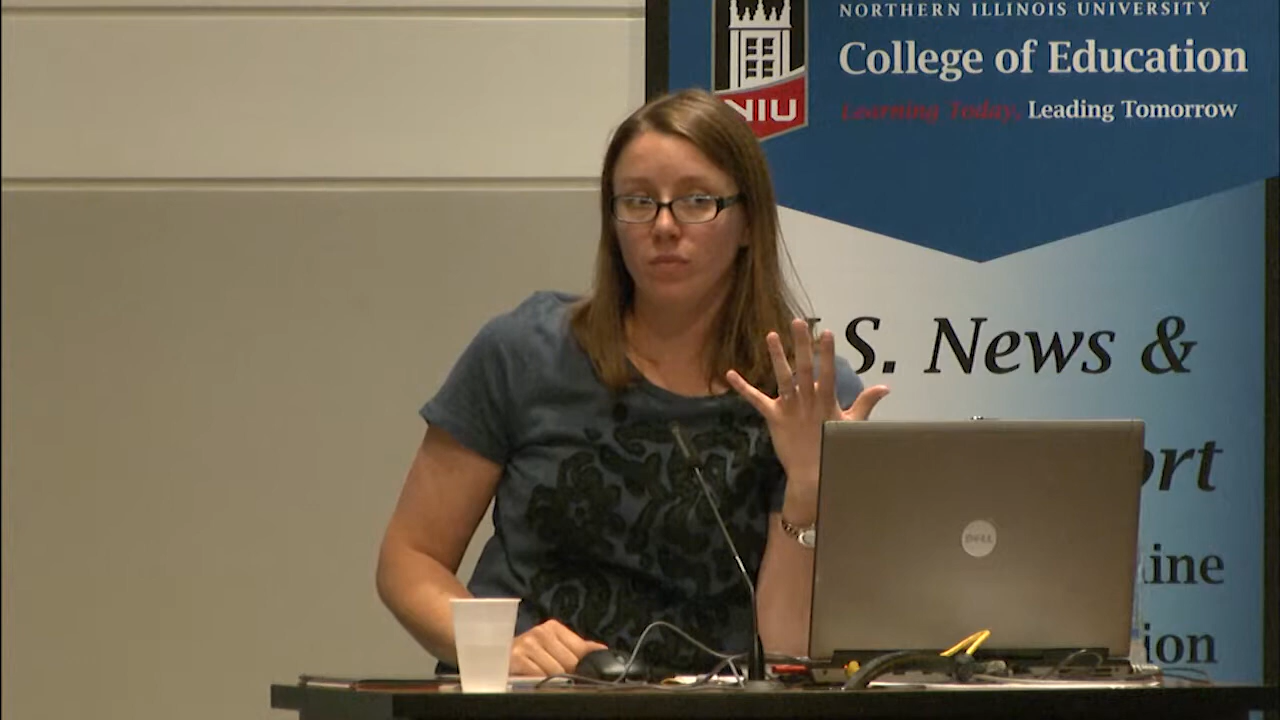 NORTHERN ILLINOIS UNIVERSITY
College of Education
Learning Today. Leading Tomorrow
NIU
.S. News &
ort
ine
ion
DELL